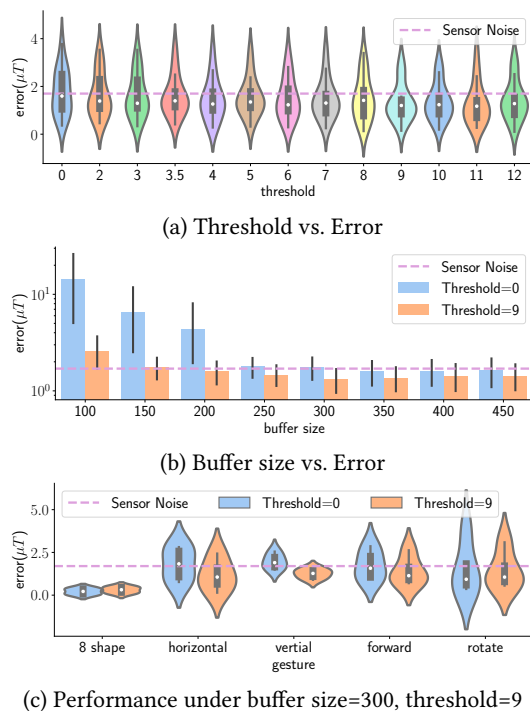 4
2
0
error(μT)
Sensor Noise
0 2 3 3.5 4 5 6 7 8 9 10 11 12
threshold
(a) Threshold vs. Error
10¹
10⁰
error(μT)
Sensor Noise
Threshold=0
Threshold=9
100 150 200 250 300 350 400 450
buffer size
(b) Buffer size vs. Error
5.0
2.5
0.0
error(μT)
Sensor Noise Threshold=0 Threshold=9
8 shape horizontal vertial forward rotate
gesture
(c) Performance under buffer size=300, threshold=9